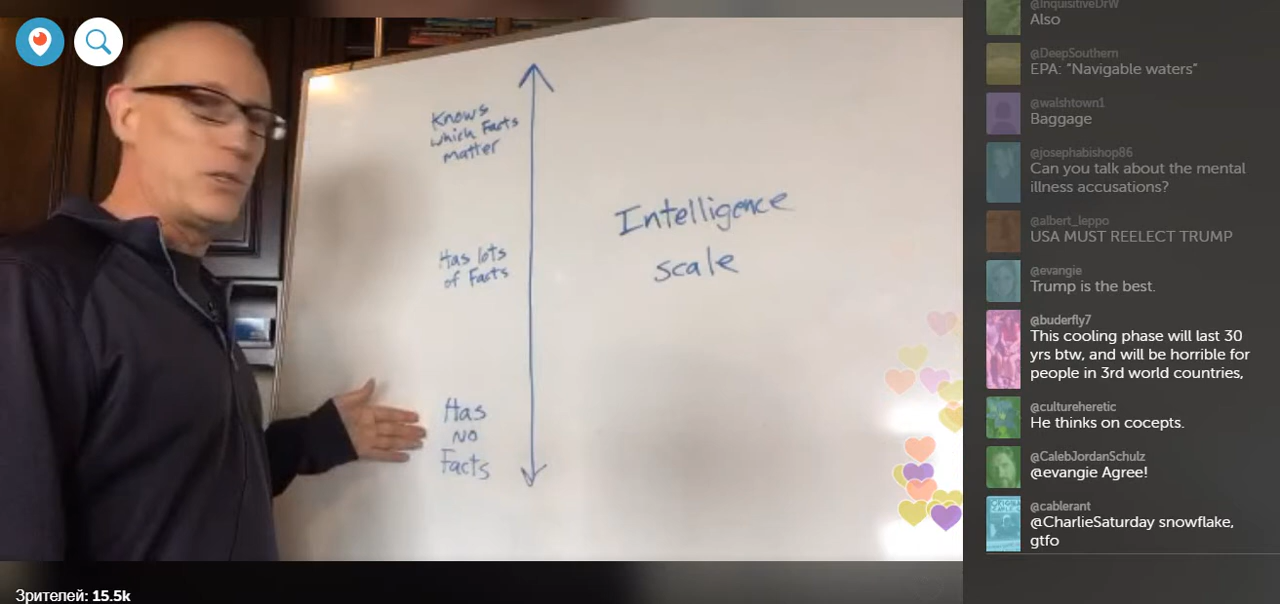 Knows
which Facts
matter
Has lots
of Facts
Has
no
Facts
Intelligence
scale
Зрителей: 15.5k
@InquisitiveDrW
Also
@DeepSouthern
EPA: “Navigable waters”
@walshtown1
Baggage
@josephabishop86
Can you talk about the mental
illness accusations?
@albert_leppo
USA MUST REELECT TRUMP
@evangie
Trump is the best.
@buderfly7
This cooling phase will last 30
yrs btw, and will be horrible for
people in 3rd world countries,
@cultureheretic
He thinks on cocepts.
@CalebJordanSchulz
@evangie Agree!
@cablerant
@CharlieSaturday snowflake,
gtfo